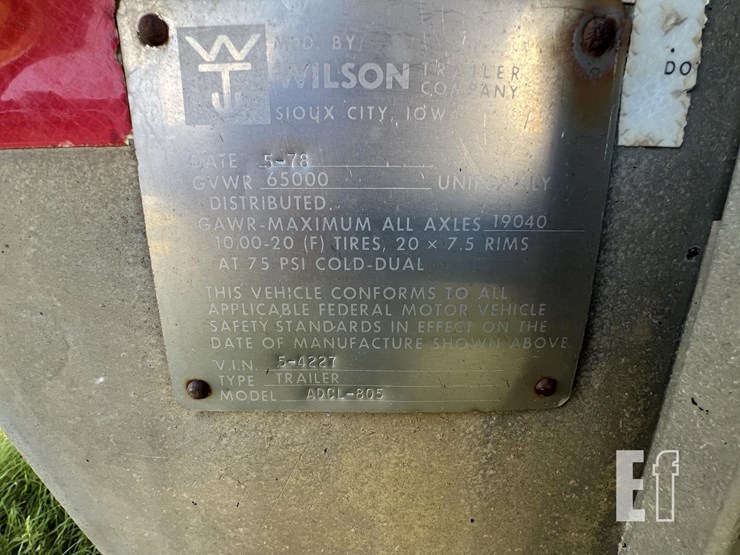 WTJ
MFD. BY
WILSON TRAILER
COMPANY
SIOUX CITY, IOWA
DO
DATE 5-78
GVWR 65000 UNIFORMLY
DISTRIBUTED.
GAWR-MAXIMUM ALL AXLES 19040
10.00-20 (F) TIRES, 20 × 7.5 RIMS
AT 75 PSI COLD-DUAL
THIS VEHICLE CONFORMS TO ALL
APPLICABLE FEDERAL MOTOR VEHICLE
SAFETY STANDARDS IN EFFECT ON THE
DATE OF MANUFACTURE SHOWN ABOVE
V.I.N. 5-4227
TYPE TRAILER
MODEL ADCL-805
Ef